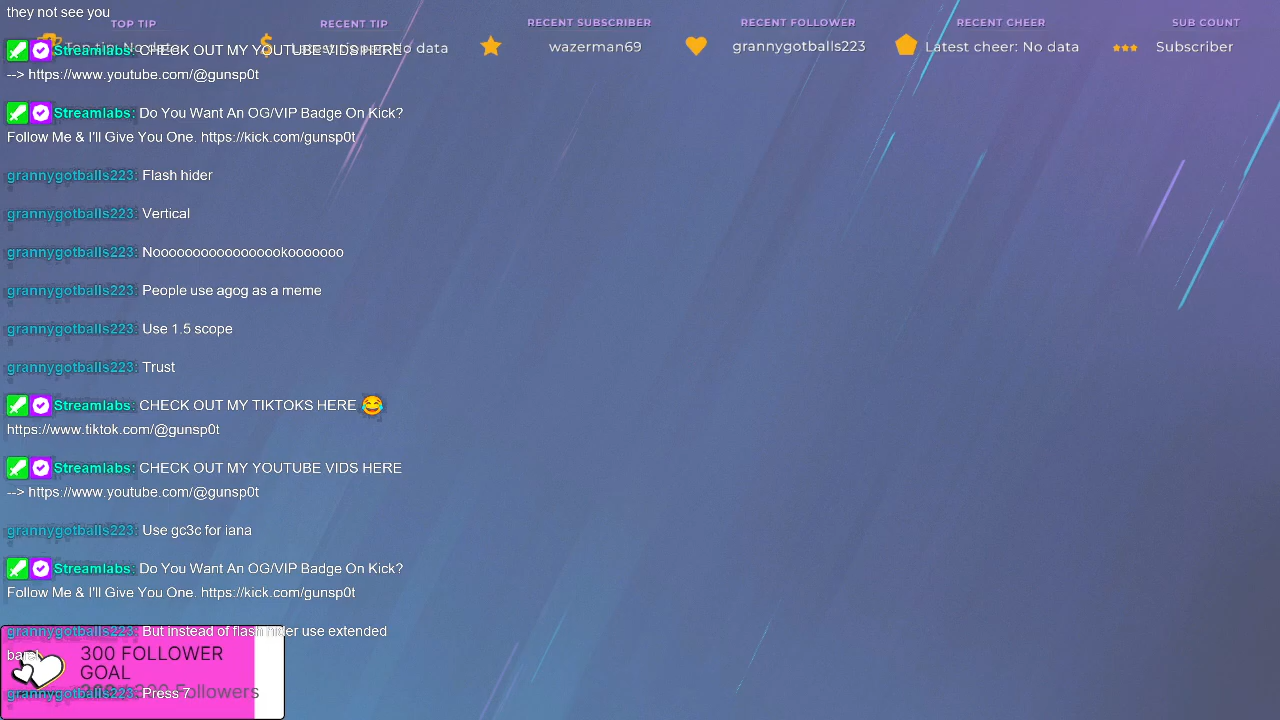 TOP TIP
RECENT TIP
RECENT SUBSCRIBER
RECENT FOLLOWER
RECENT CHEER
SUB COUNT
No data
wazerman69
grannygotballs223
Latest cheer: No data
Subscriber
they not see you
Streamlabs: CHECK OUT MY YOUTUBE VIDS HERE
--> https://www.youtube.com/@gunsp0t
Streamlabs: Do You Want An OG/VIP Badge On Kick?
Follow Me & I'll Give You One. https://kick.com/gunsp0t
grannygotballs223: Flash hider
grannygotballs223: Vertical
grannygotballs223: Nooooooooooooooookooooooo
grannygotballs223: People use agog as a meme
grannygotballs223: Use 1.5 scope
grannygotballs223: Trust
Streamlabs: CHECK OUT MY TIKTOKS HERE 😂
https://www.tiktok.com/@gunsp0t
Streamlabs: CHECK OUT MY YOUTUBE VIDS HERE
--> https://www.youtube.com/@gunsp0t
grannygotballs223: Use gc3c for iana
Streamlabs: Do You Want An OG/VIP Badge On Kick?
Follow Me & I'll Give You One. https://kick.com/gunsp0t
grannygotballs223: But instead of flash hider use extended
barel
300 FOLLOWER
GOAL
Followers
grannygotballs223: Press 7